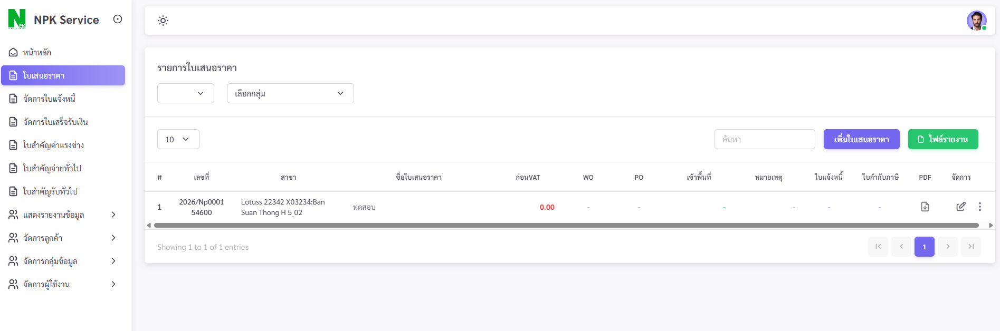 NPK Service
หน้าหลัก
ใบเสนอราคา
จัดการใบแจ้งหนี้
จัดการใบเสร็จรับเงิน
ใบสำคัญค่าแรงช่าง
ใบสำคัญจ่ายทั่วไป
ใบสำคัญรับทั่วไป
แสดงรายงานข้อมูล
จัดการลูกค้า
จัดการกลุ่มข้อมูล
จัดการผู้ใช้งาน
รายการใบเสนอราคา
เลือกกลุ่ม
10
ค้นหา
เพิ่มใบเสนอราคา
ไฟล์รายงาน
# เลขที่ สาขา ชื่อใบเสนอราคา ก่อนVAT WO PO เข้าพื้นที่ หมายเหตุ ใบแจ้งหนี้ ใบกำกับภาษี PDF จัดการ
1 2026/Np0001 Lotuss 22342 X03234:Ban ทดสอบ 0.00 - - - - - -
54600 Suan Thong H 5_02
Showing 1 to 1 of 1 entries
1